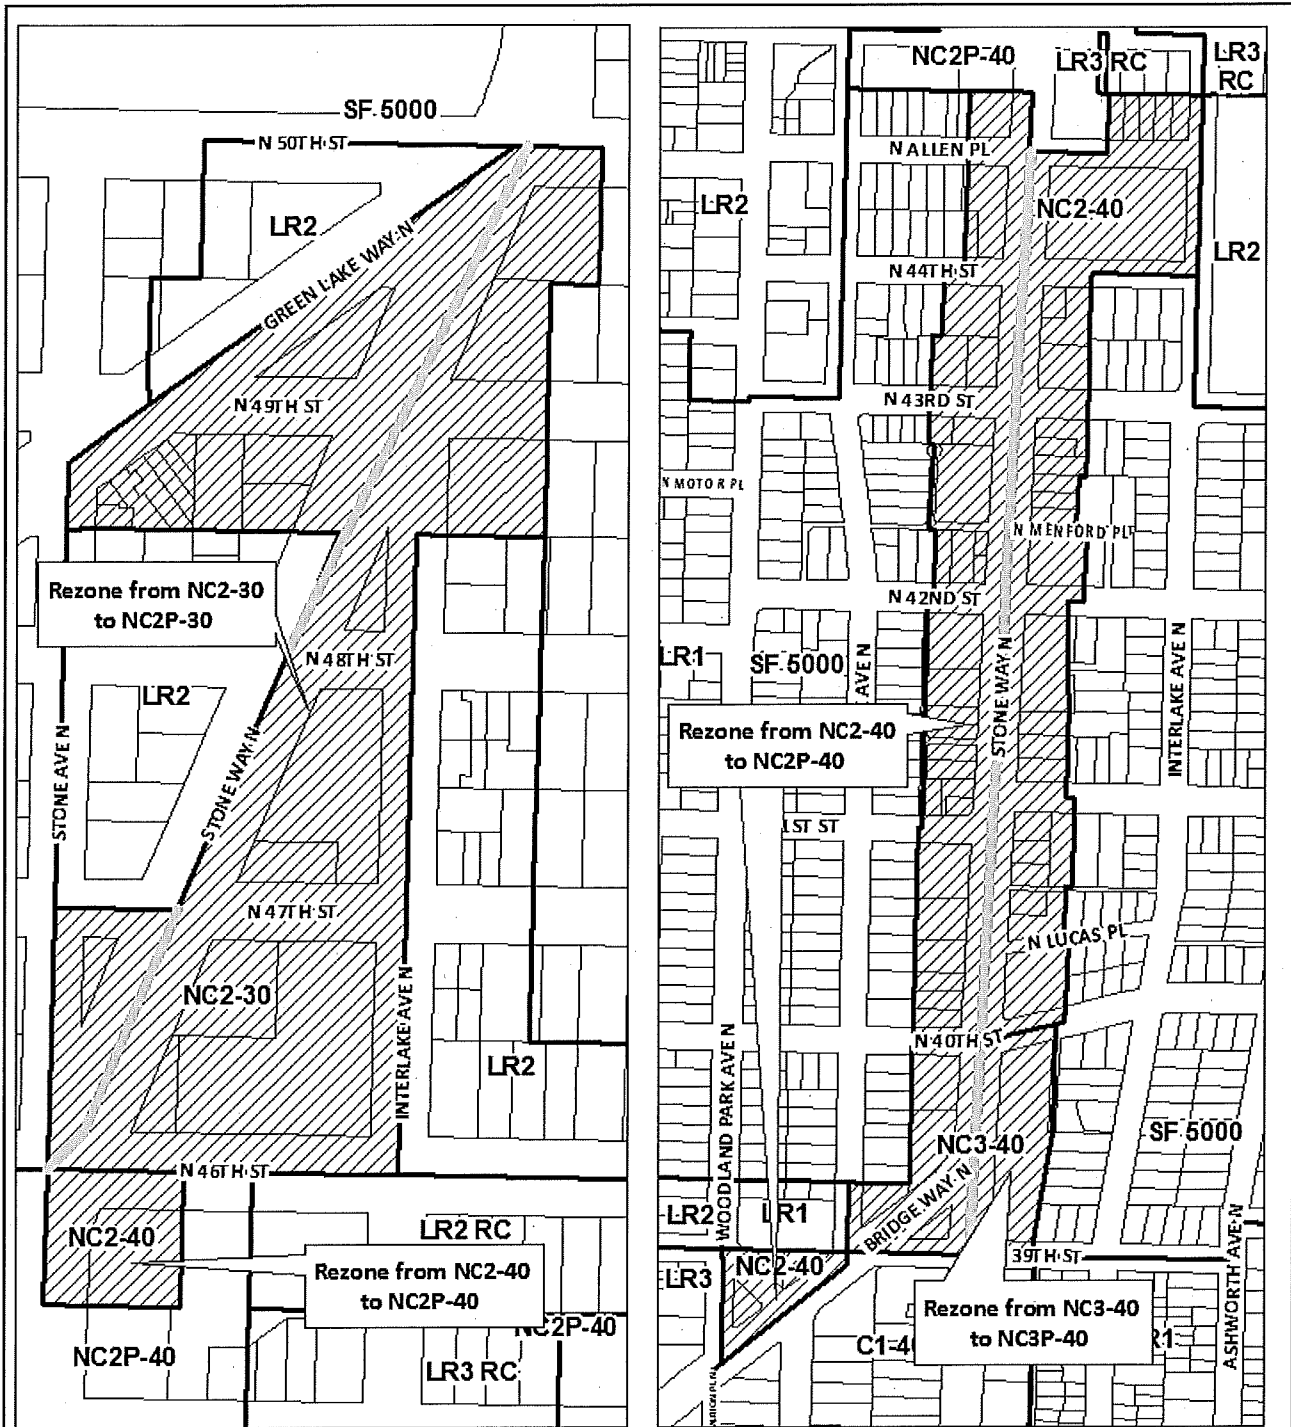 SF 5000
N 50TH ST
LR2
GREEN LAKE WAY N
N 49TH ST
Rezone from NC2-30
to NC2P-30
N 48TH ST
LR2
STONE AVE N
STONE WAY N
N 47TH ST
NC2-30
INTERLAKE AVE N
LR2
N 46TH ST
NC2-40
LR2 RC
Rezone from NC2-40
to NC2P-40
NC2P-40
NC2P-40
LR3 RC
NC2P-40
LR3 RC
LR3
RC
N ALLEN PL
LR2
NC2-40
LR2
N 44TH ST
N 43RD ST
N MOTOR PL
N MENFORD PL
N 42ND ST
LR1
SF 5000
AVE N
STONE WAY N
INTERLAKE AVE N
Rezone from NC2-40
to NC2P-40
1ST ST
N LUCAS PL
N 40TH ST
WOODLAND PARK AVE N
NC3-40
SF 5000
BRIDGE WAY N
LR2
LR1
39TH ST
ASHWORTH AVE N
LR3
NC2-40
Rezone from NC3-40
to NC3P-40
C1-4
R1